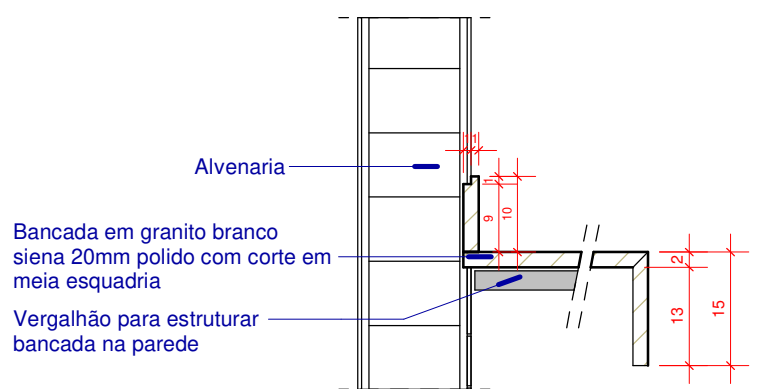 1 1
Alvenaria
1
9
10
Bancada em granito branco
siena 20mm polido com corte em
meia esquadria
2
13
15
Vergalhão para estruturar
bancada na parede